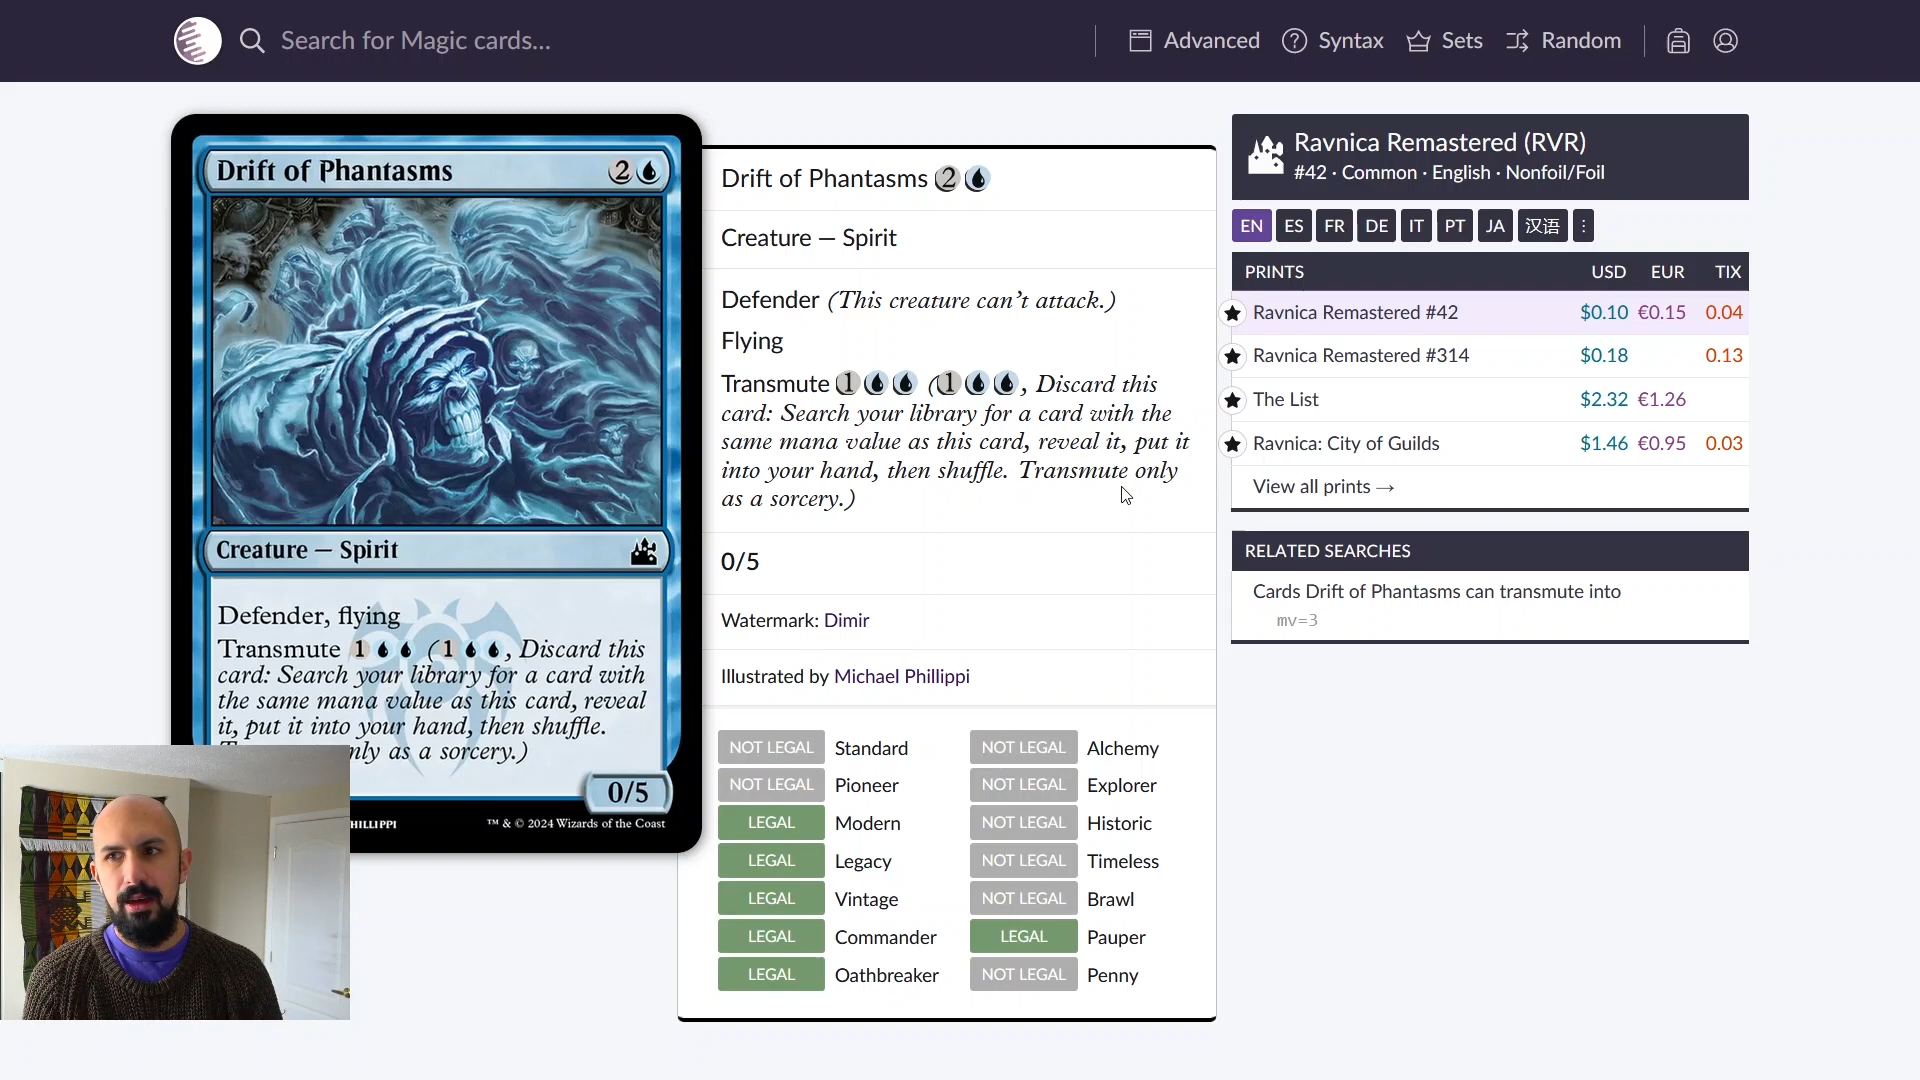 Search for Magic cards...
Advanced
Syntax
Sets
Random
Drift of Phantasms 2
Creature — Spirit
Defender, flying
Transmute 1 (1, Discard this
card: Search your library for a card with
the same mana value as this card, reveal
it, put it into your hand, then shuffle.
only as a sorcery.)
0/5
HILLIPPI
™ & © 2024 Wizards of the Coast
Drift of Phantasms 2
Creature — Spirit
Defender (This creature can't attack.)
Flying
Transmute 1 (1, Discard this
card: Search your library for a card with the
same mana value as this card, reveal it, put it
into your hand, then shuffle. Transmute only
as a sorcery.)
0/5
Watermark: Dimir
Illustrated by Michael Phillippi
NOT LEGAL Standard NOT LEGAL Alchemy
NOT LEGAL Pioneer NOT LEGAL Explorer
LEGAL Modern NOT LEGAL Historic
LEGAL Legacy NOT LEGAL Timeless
LEGAL Vintage NOT LEGAL Brawl
LEGAL Commander LEGAL Pauper
LEGAL Oathbreaker NOT LEGAL Penny
Ravnica Remastered (RVR)
#42 · Common · English · Nonfoil/Foil
EN ES FR DE IT PT JA 汉语 ⋮
PRINTS USD EUR TIX
Ravnica Remastered #42 $0.10 €0.15 0.04
Ravnica Remastered #314 $0.18 0.13
The List $2.32 €1.26
Ravnica: City of Guilds $1.46 €0.95 0.03
View all prints →
RELATED SEARCHES
Cards Drift of Phantasms can transmute into
mv=3